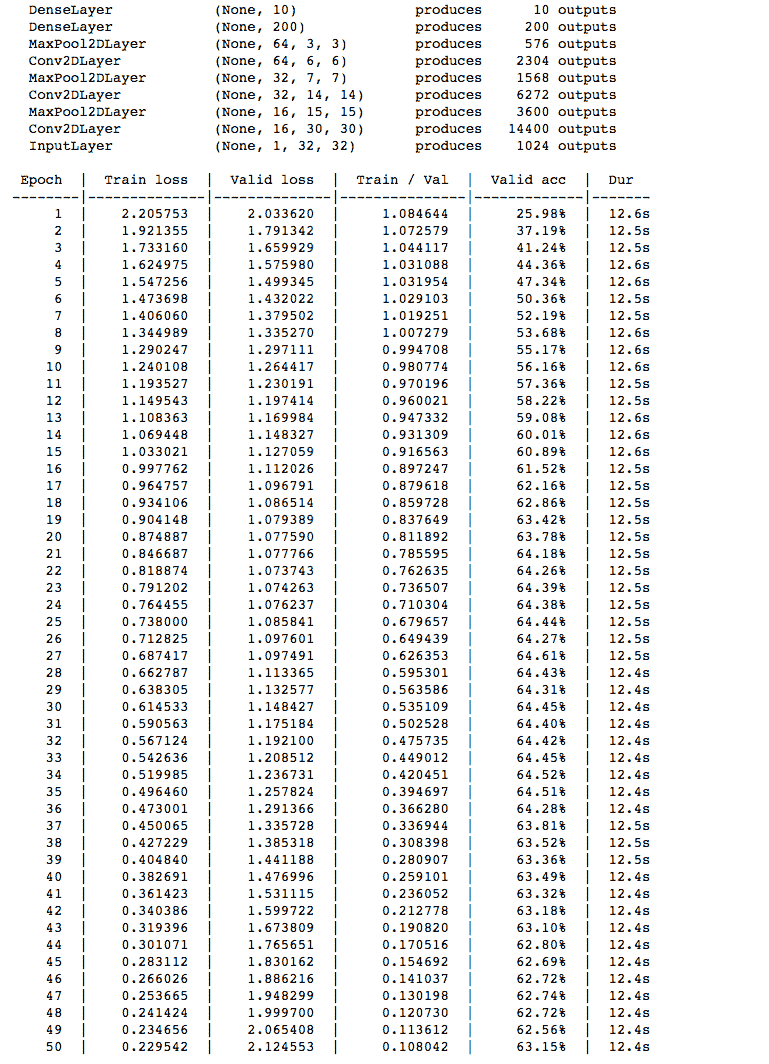 DenseLayer (None, 10) produces 10 outputs
DenseLayer (None, 200) produces 200 outputs
MaxPool2DLayer (None, 64, 3, 3) produces 576 outputs
Conv2DLayer (None, 64, 6, 6) produces 2304 outputs
MaxPool2DLayer (None, 32, 7, 7) produces 1568 outputs
Conv2DLayer (None, 32, 14, 14) produces 6272 outputs
MaxPool2DLayer (None, 16, 15, 15) produces 3600 outputs
Conv2DLayer (None, 16, 30, 30) produces 14400 outputs
InputLayer (None, 1, 32, 32) produces 1024 outputs
Epoch | Train loss | Valid loss | Train / Val | Valid acc | Dur
--------|--------------|--------------|---------------|-------------|-------
1 | 2.205753 | 2.033620 | 1.084644 | 25.98% | 12.6s
2 | 1.921355 | 1.791342 | 1.072579 | 37.19% | 12.5s
3 | 1.733160 | 1.659929 | 1.044117 | 41.24% | 12.5s
4 | 1.624975 | 1.575980 | 1.031088 | 44.36% | 12.6s
5 | 1.547256 | 1.499345 | 1.031954 | 47.34% | 12.6s
6 | 1.473698 | 1.432022 | 1.029103 | 50.36% | 12.5s
7 | 1.406060 | 1.379502 | 1.019251 | 52.19% | 12.5s
8 | 1.344989 | 1.335270 | 1.007279 | 53.68% | 12.6s
9 | 1.290247 | 1.297111 | 0.994708 | 55.17% | 12.6s
10 | 1.240108 | 1.264417 | 0.980774 | 56.16% | 12.6s
11 | 1.193527 | 1.230191 | 0.970196 | 57.36% | 12.5s
12 | 1.149543 | 1.197414 | 0.960021 | 58.22% | 12.5s
13 | 1.108363 | 1.169984 | 0.947332 | 59.08% | 12.6s
14 | 1.069448 | 1.148327 | 0.931309 | 60.01% | 12.6s
15 | 1.033021 | 1.127059 | 0.916563 | 60.89% | 12.6s
16 | 0.997762 | 1.112026 | 0.897247 | 61.52% | 12.5s
17 | 0.964757 | 1.096791 | 0.879618 | 62.16% | 12.5s
18 | 0.934106 | 1.086514 | 0.859728 | 62.86% | 12.5s
19 | 0.904148 | 1.079389 | 0.837649 | 63.42% | 12.5s
20 | 0.874887 | 1.077590 | 0.811892 | 63.78% | 12.5s
21 | 0.846687 | 1.077766 | 0.785595 | 64.18% | 12.5s
22 | 0.818874 | 1.073743 | 0.762635 | 64.26% | 12.5s
23 | 0.791202 | 1.074263 | 0.736507 | 64.39% | 12.5s
24 | 0.764455 | 1.076237 | 0.710304 | 64.38% | 12.5s
25 | 0.738000 | 1.085841 | 0.679657 | 64.44% | 12.5s
26 | 0.712825 | 1.097601 | 0.649439 | 64.27% | 12.5s
27 | 0.687417 | 1.097491 | 0.626353 | 64.61% | 12.5s
28 | 0.662787 | 1.113365 | 0.595301 | 64.43% | 12.4s
29 | 0.638305 | 1.132577 | 0.563586 | 64.31% | 12.4s
30 | 0.614533 | 1.148427 | 0.535109 | 64.45% | 12.4s
31 | 0.590563 | 1.175184 | 0.502528 | 64.40% | 12.4s
32 | 0.567124 | 1.192100 | 0.475735 | 64.42% | 12.4s
33 | 0.542636 | 1.208512 | 0.449012 | 64.45% | 12.4s
34 | 0.519985 | 1.236731 | 0.420451 | 64.52% | 12.4s
35 | 0.496460 | 1.257824 | 0.394697 | 64.51% | 12.4s
36 | 0.473001 | 1.291366 | 0.366280 | 64.28% | 12.4s
37 | 0.450065 | 1.335728 | 0.336944 | 63.81% | 12.5s
38 | 0.427229 | 1.385318 | 0.308398 | 63.52% | 12.5s
39 | 0.404840 | 1.441188 | 0.280907 | 63.36% | 12.5s
40 | 0.382691 | 1.476996 | 0.259101 | 63.49% | 12.4s
41 | 0.361423 | 1.531115 | 0.236052 | 63.32% | 12.4s
42 | 0.340386 | 1.599722 | 0.212778 | 63.18% | 12.4s
43 | 0.319396 | 1.673809 | 0.190820 | 63.10% | 12.4s
44 | 0.301071 | 1.765651 | 0.170516 | 62.80% | 12.4s
45 | 0.283112 | 1.830162 | 0.154692 | 62.69% | 12.4s
46 | 0.266026 | 1.886216 | 0.141037 | 62.72% | 12.4s
47 | 0.253665 | 1.948299 | 0.130198 | 62.74% | 12.4s
48 | 0.241424 | 1.999700 | 0.120730 | 62.72% | 12.4s
49 | 0.234656 | 2.065408 | 0.113612 | 62.56% | 12.4s
50 | 0.229542 | 2.124553 | 0.108042 | 63.15% | 12.4s